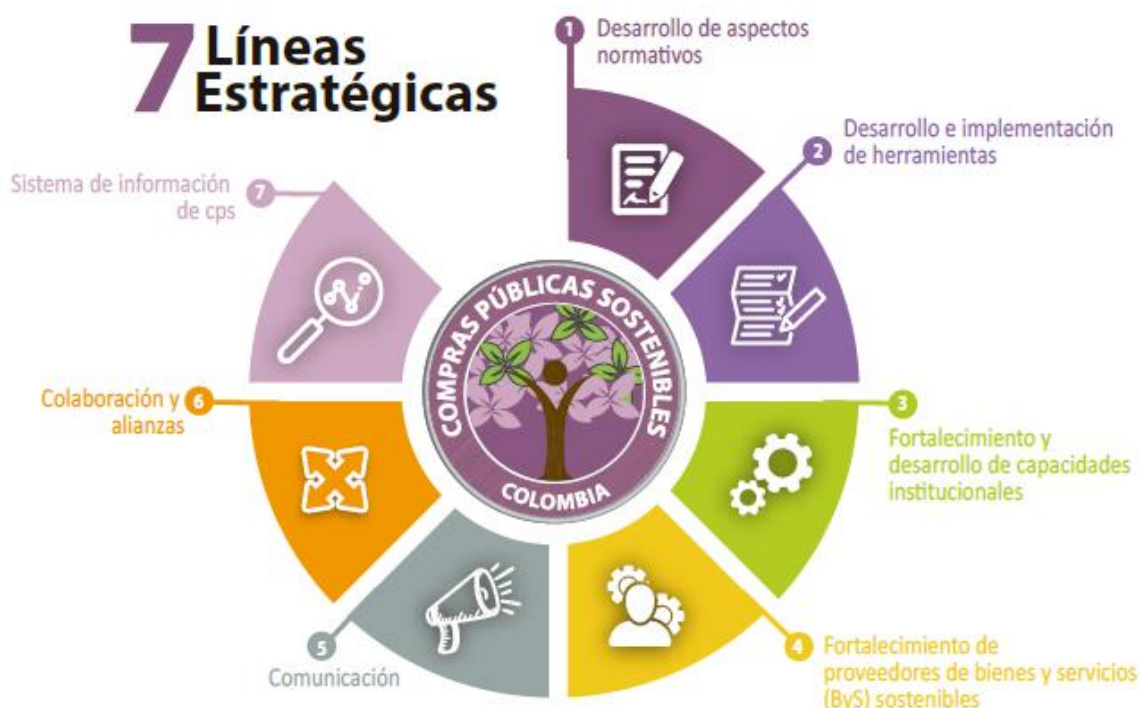 7 Líneas
Estratégicas
1 Desarrollo de aspectos
normativos
2 Desarrollo e implementación
de herramientas
3
Fortalecimiento y
desarrollo de capacidades
institucionales
4 Fortalecimiento de
proveedores de bienes y servicios
(ByS) sostenibles
5
Comunicación
Colaboración y 6
alianzas
Sistema de información 7
de cps
COMPRAS PÚBLICAS SOSTENIBLES
COLOMBIA